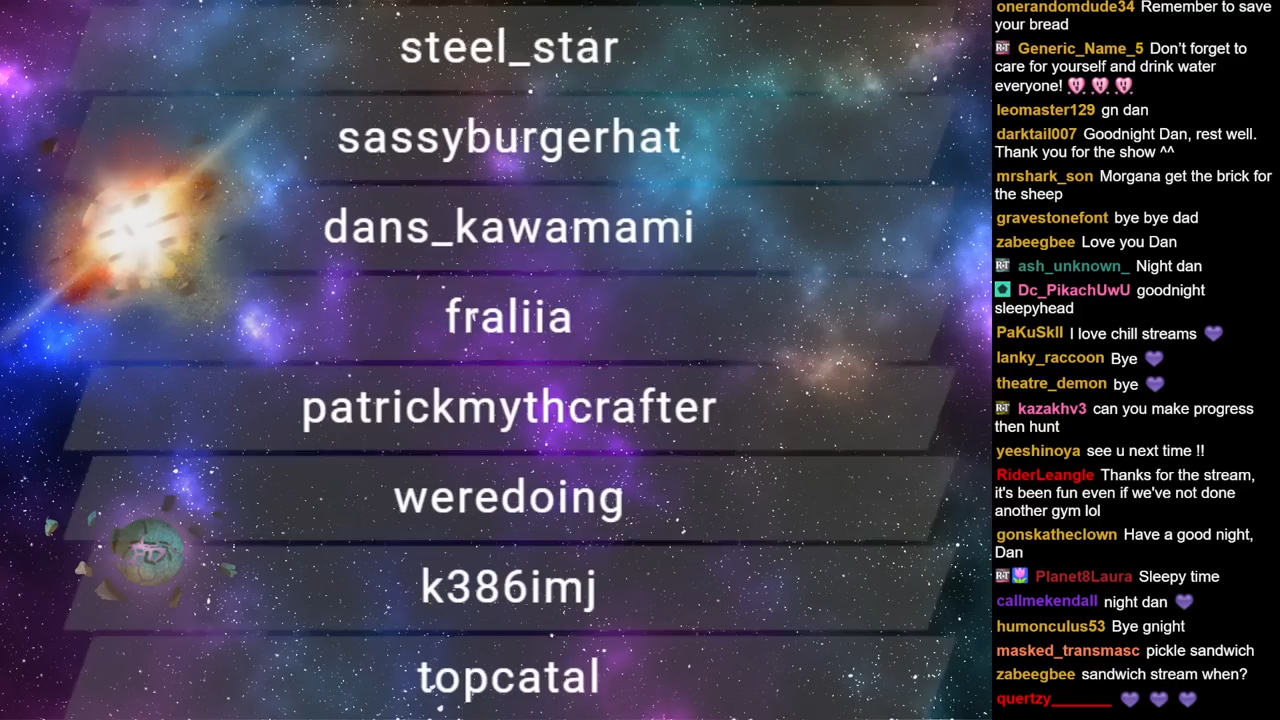 steel_star
sassyburgerhat
dans_kawamami
fraliia
patrickmythcrafter
weredoing
k386imj
topcatal
onerandomdude34 Remember to save
your bread
Generic_Name_5 Don't forget to
care for yourself and drink water
everyone!
leomaster129 gn dan
darktail007 Goodnight Dan, rest well.
Thank you for the show ^^
mrshark_son Morgana get the brick for
the sheep
gravestonefont bye bye dad
zabeegbee Love you Dan
ash_unknown_ Night dan
Dc_PikachUwU goodnight
sleepyhead
lanky_raccoon Bye
theatre_demon bye
kazakhv3 can you make progress
then hunt
yeeshinoya see u next time !!
RiderLeangle Thanks for the stream,
it's been fun even if we've not done
another gym lol
gonskatheclown Have a good night,
Dan
Planet8Laura Sleepy time
callmekendall night dan
humonculus53 Bye gnight
masked_transmasc pickle sandwich
zabeegbee sandwich stream when?